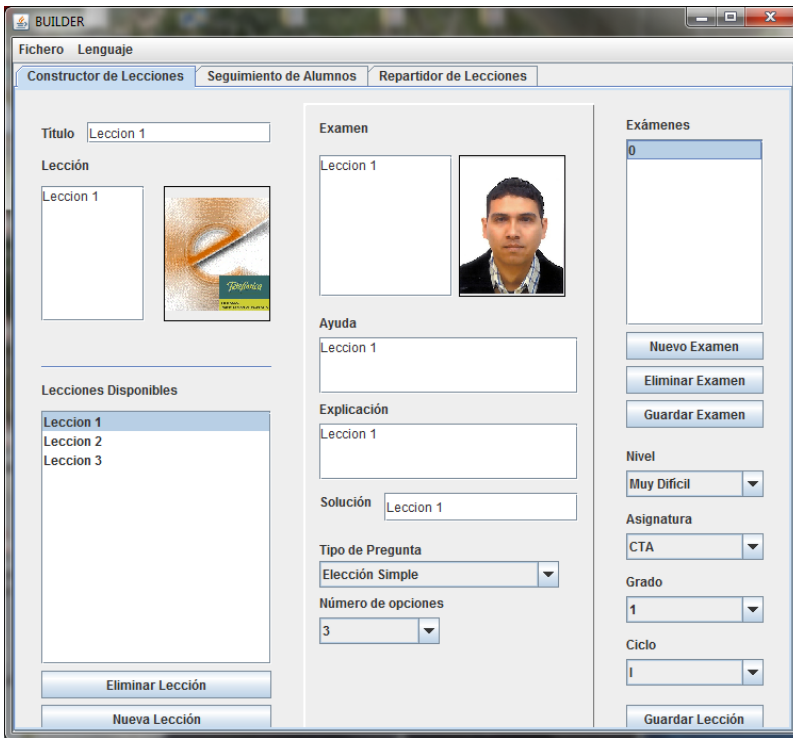 BUILDER
Fichero Lenguaje
Constructor de Lecciones
Seguimiento de Alumnos
Repartidor de Lecciones
Título
Leccion 1
Lección
Leccion 1
Telefónica
Lecciones Disponibles
Leccion 1
Leccion 2
Leccion 3
Eliminar Lección
Nueva Lección
Examen
Leccion 1
Ayuda
Leccion 1
Explicación
Leccion 1
Solución
Leccion 1
Tipo de Pregunta
Elección Simple
Número de opciones
3
Exámenes
0
Nuevo Examen
Eliminar Examen
Guardar Examen
Nivel
Muy Difícil
Asignatura
CTA
Grado
1
Ciclo
I
Guardar Lección